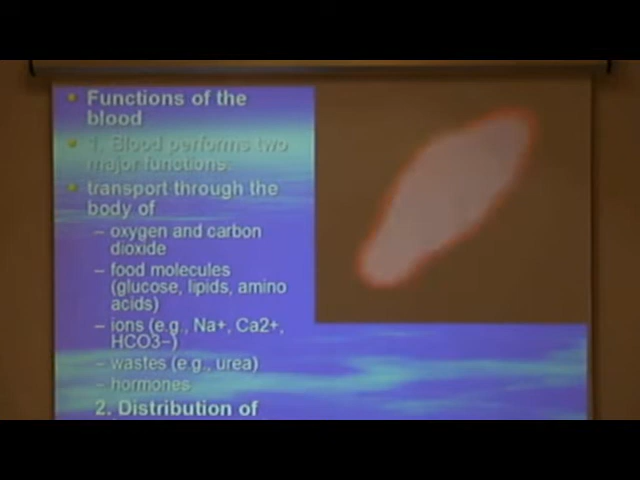 Functions of the
blood
1. Blood performs two
major functions:
transport through the
body of
– oxygen and carbon
dioxide
– food molecules
(glucose, lipids, amino
acids)
– ions (e.g., Na+, Ca2+,
HCO3−)
– wastes (e.g., urea)
– hormones
2. Distribution of